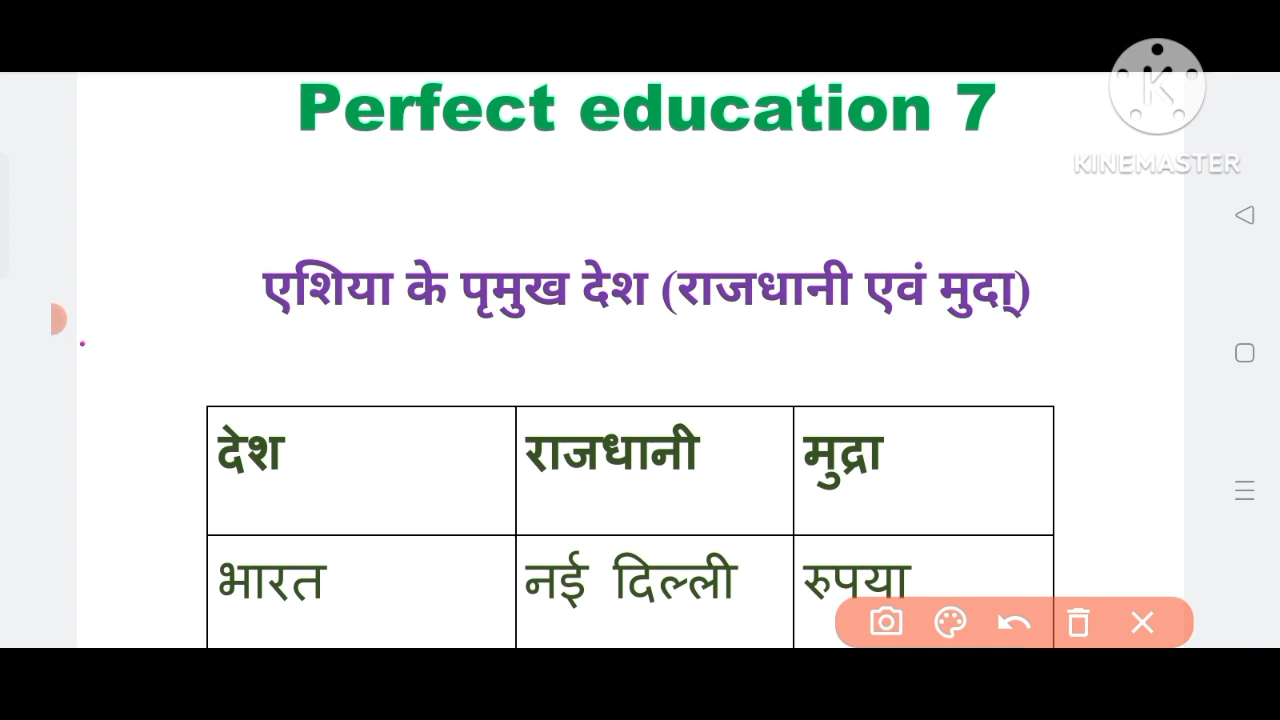 Perfect education 7
KINEMASTER
एशिया के पृमुख देश (राजधानी एवं मुदा्)
देश राजधानी मुद्रा
भारत नई दिल्ली रुपया